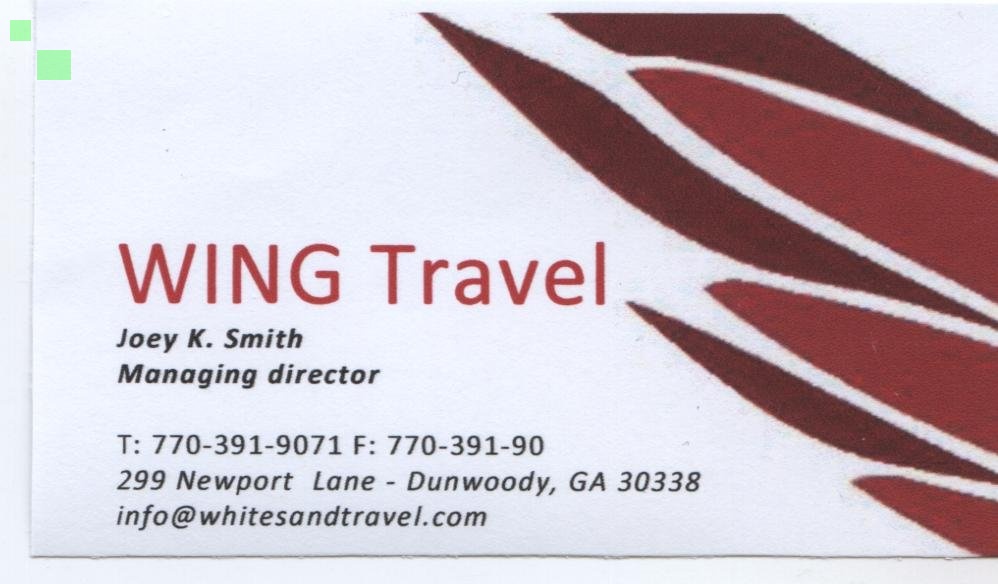 WING Travel
Joey K. Smith
Managing director
T: 770-391-9071 F: 770-391-90
299 Newport Lane - Dunwoody, GA 30338
info@whitesandtravel.com